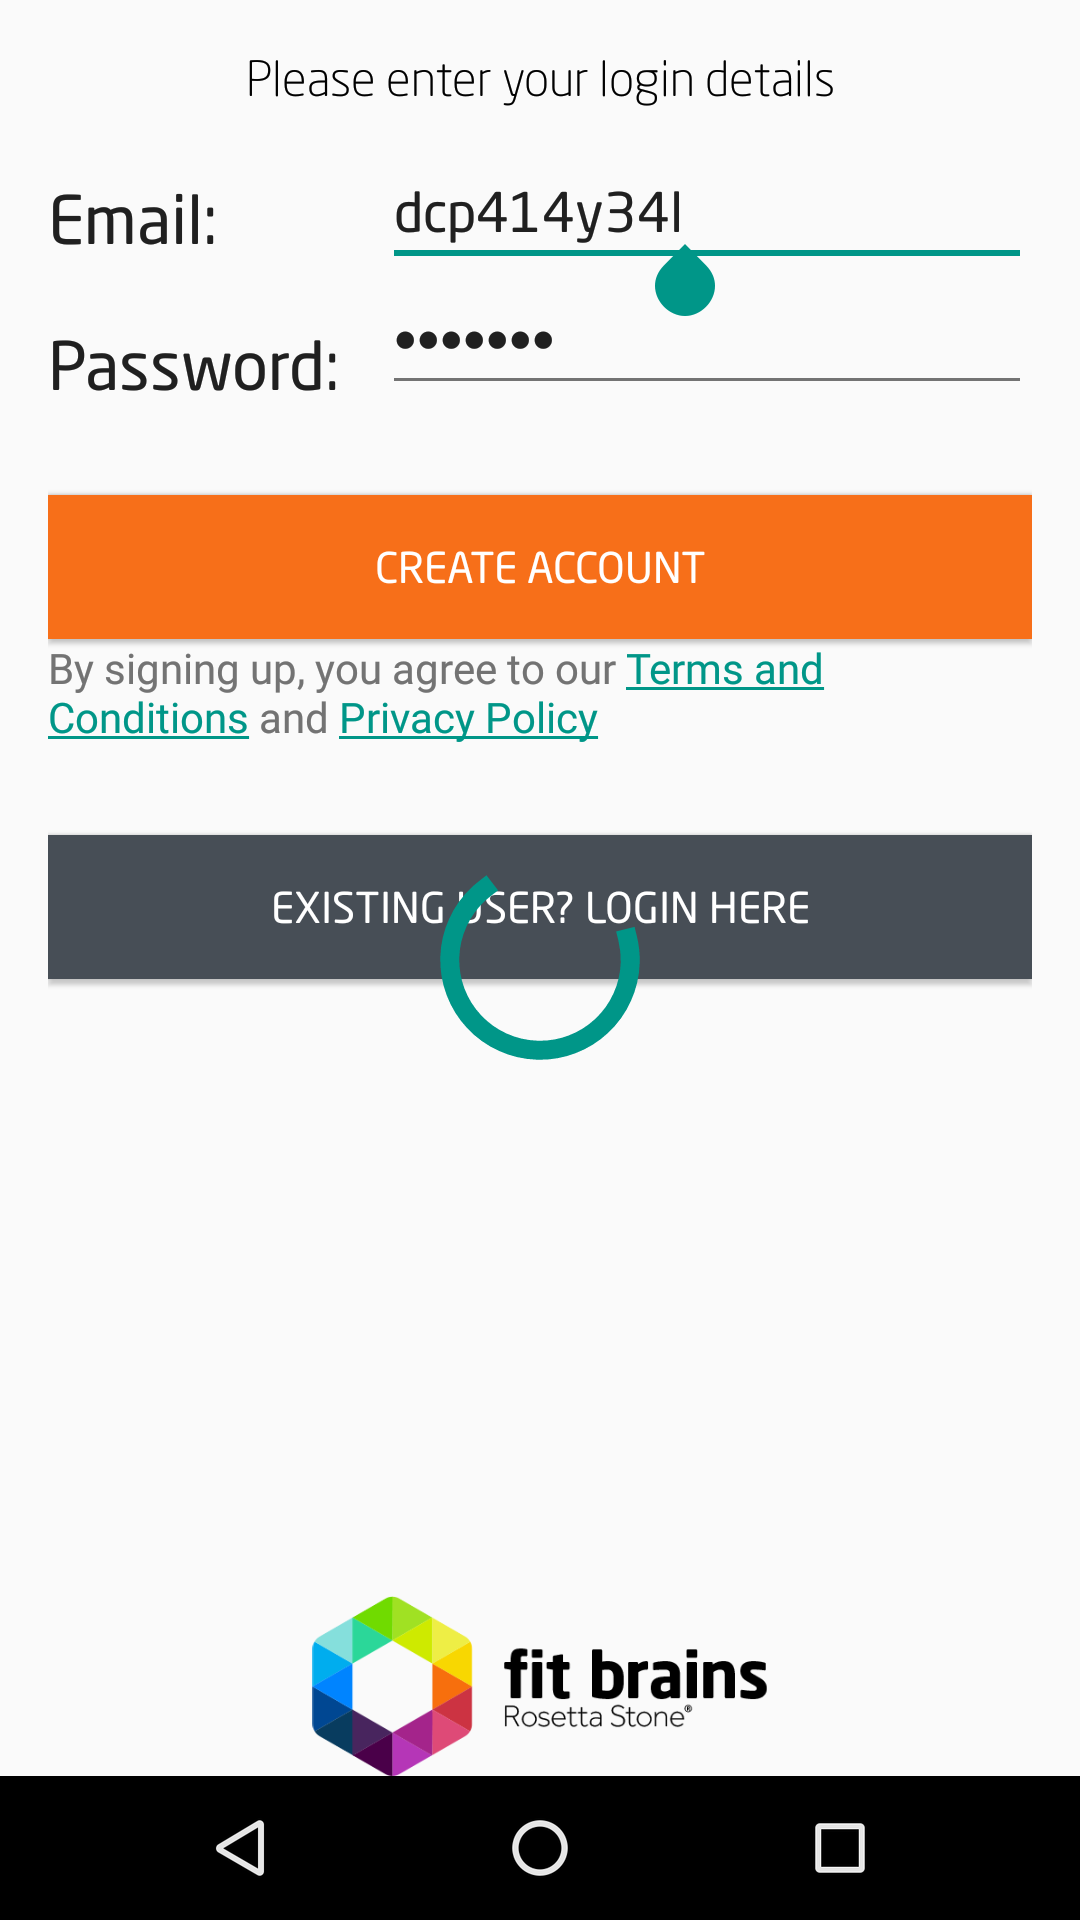 Please enter your login details
Email: dcp414y34l
Password: •••••••
CREATE ACCOUNT
By signing up, you agree to our Terms and
Conditions and Privacy Policy
EXISTING USER? LOGIN HERE
fit brains
Rosetta Stone®